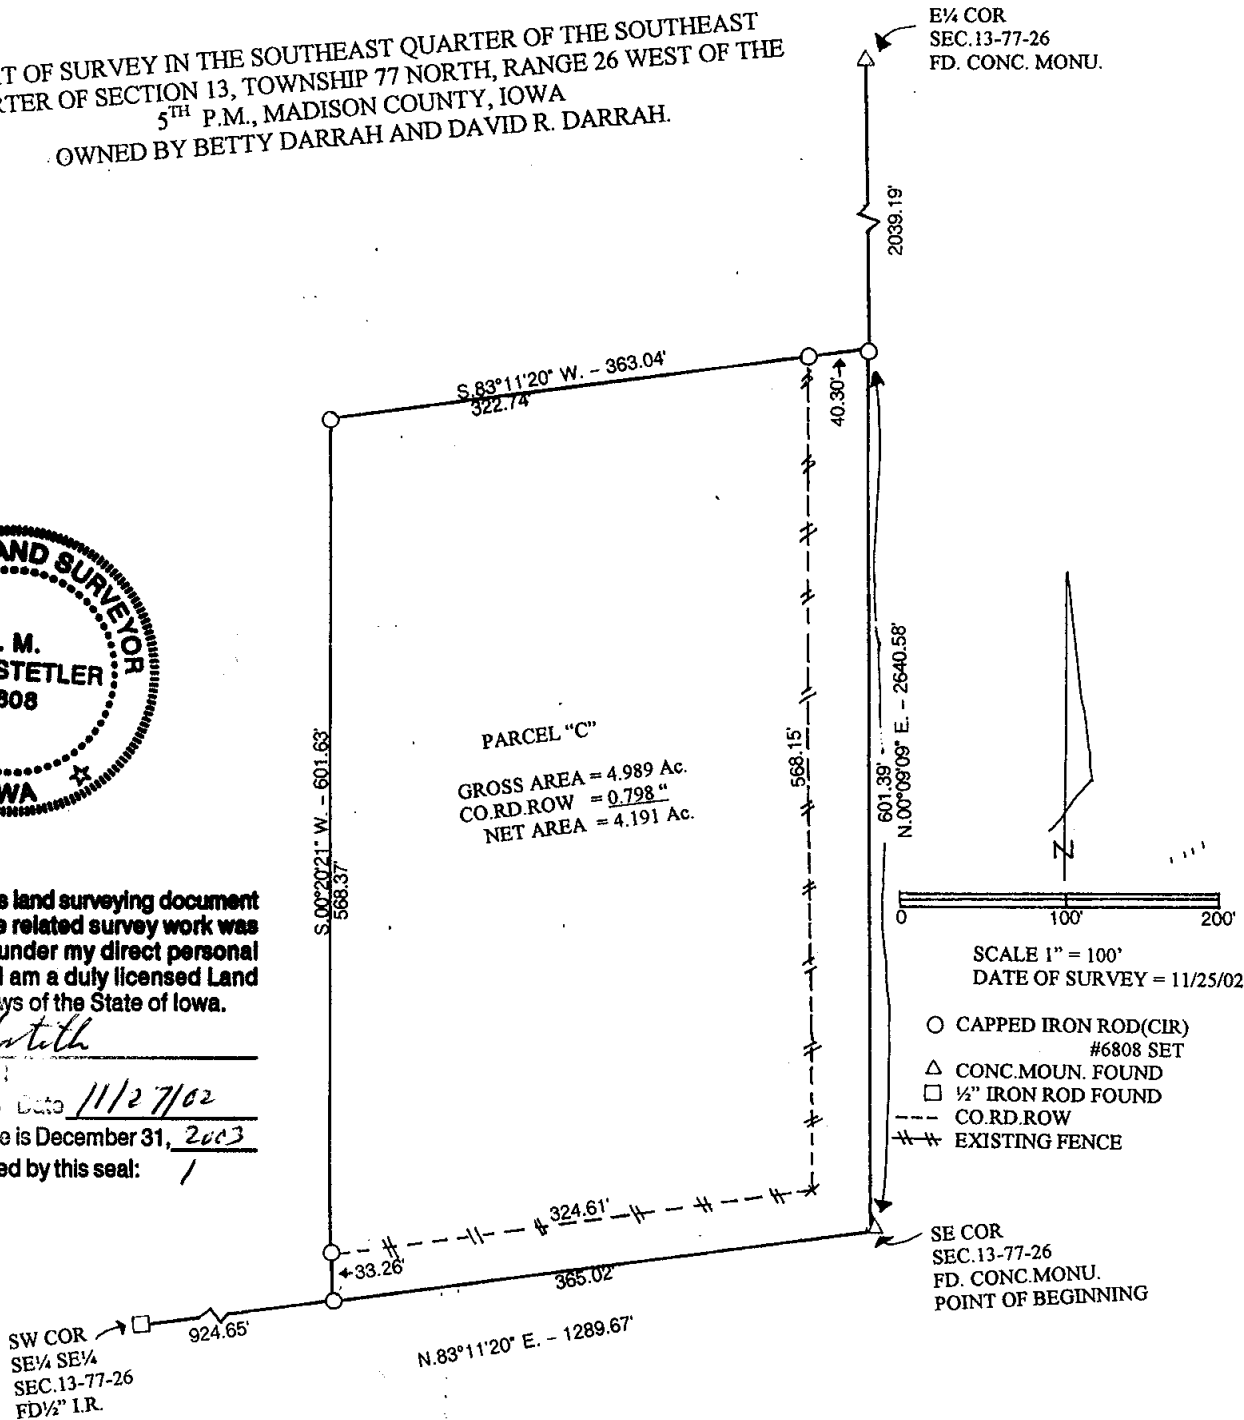 T OF SURVEY IN THE SOUTHEAST QUARTER OF THE SOUTHEAST
RTER OF SECTION 13, TOWNSHIP 77 NORTH, RANGE 26 WEST OF THE
5TH P.M., MADISON COUNTY, IOWA
OWNED BY BETTY DARRAH AND DAVID R. DARRAH.
E¼ COR
SEC.13-77-26
FD. CONC. MONU.
2039.19'
S.83°11'20" W. - 363.04'
322.74'
40.30'
AND SURVEYOR
. M.
STETLER
808
WA
PARCEL "C"
GROSS AREA = 4.989 Ac.
CO.RD.ROW = 0.798 "
NET AREA = 4.191 Ac.
S.00°20'21" W. - 601.63'
568.37'
568.15'
601.39'
N.00°09'09" E. - 2640.58'
N
0 100' 200'
SCALE 1" = 100'
DATE OF SURVEY = 11/25/02
CAPPED IRON ROD(CIR)
#6808 SET
CONC.MOUN. FOUND
½" IRON ROD FOUND
CO.RD.ROW
EXISTING FENCE
s land surveying document
e related survey work was
under my direct personal
I am a duly licensed Land
ws of the State of Iowa.
Date 11/27/02
e is December 31, 2003
ed by this seal: 1
324.61'
33.26'
365.02'
924.65'
N.83°11'20" E. - 1289.67'
SE COR
SEC.13-77-26
FD. CONC.MONU.
POINT OF BEGINNING
SW COR
SE¼ SE¼
SEC.13-77-26
FD½" I.R.